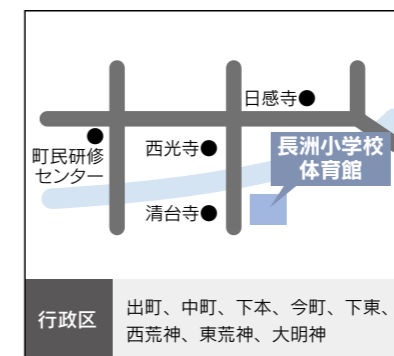 日感寺●
●
町民研修
センター
西光寺●
長洲小学校
体育館
清台寺●
行政区
出町、中町、下本、今町、下東、
西荒神、東荒神、大明神